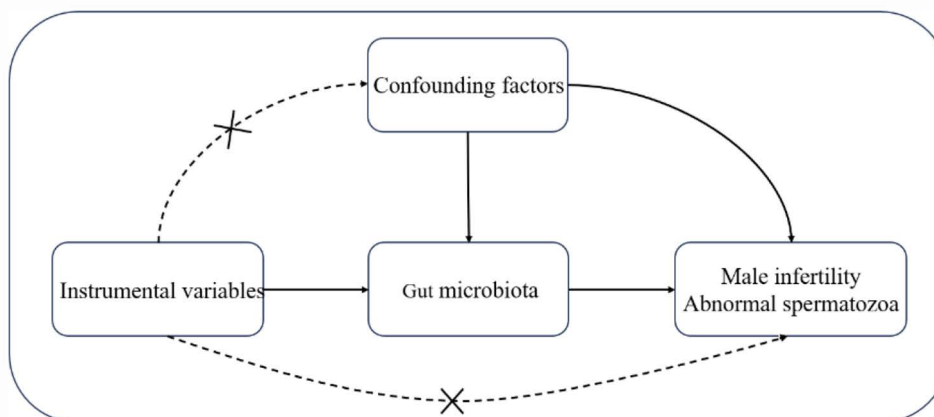 Confounding factors
Instrumental variables
Gut microbiota
Male infertility
Abnormal spermatozoa